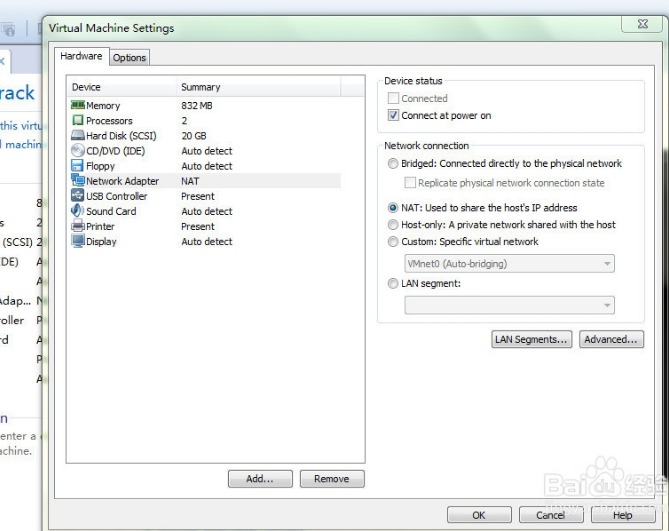 Virtual Machine Settings
Hardware
Options
Device Summary
Memory 832 MB
Processors 2
Hard Disk (SCSI) 20 GB
CD/DVD (IDE) Auto detect
Floppy Auto detect
Network Adapter NAT
USB Controller Present
Sound Card Auto detect
Printer Present
Display Auto detect
Add...
Remove
Device status
Connected
Connect at power on
Network connection
Bridged: Connected directly to the physical network
Replicate physical network connection state
NAT: Used to share the host's IP address
Host-only: A private network shared with the host
Custom: Specific virtual network
VMnet0 (Auto-bridging)
LAN segment:
LAN Segments...
Advanced...
OK
Cancel
Help
rack
this virtu
machin
8
s 2
(SCSI) 2
DE) A
A
Adap... N
oller P
rd A
P
A
n
enter a
chine.
Baidu 经验